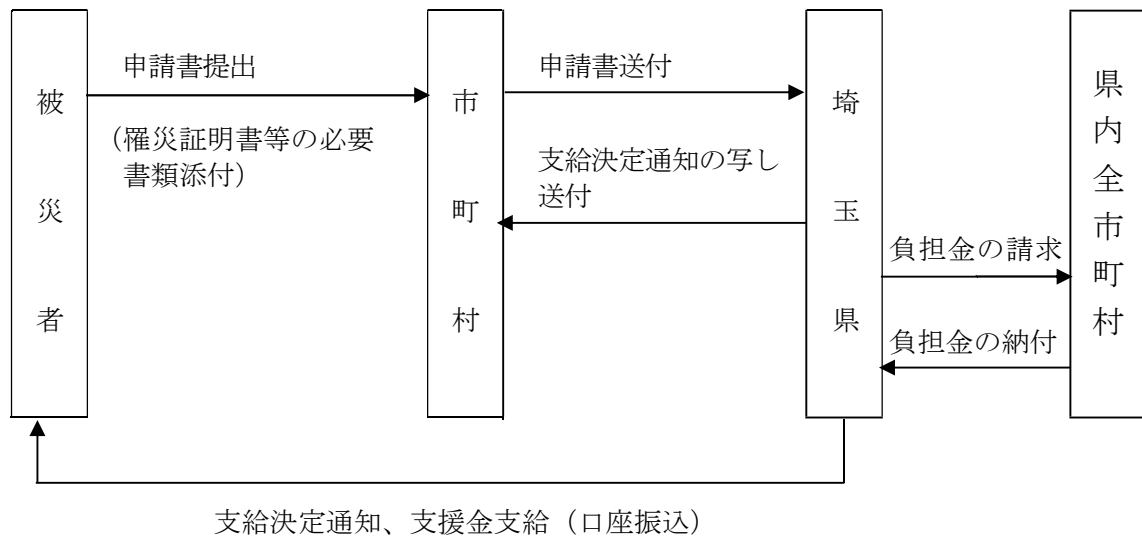 被災者
申請書提出
（罹災証明書等の必要
書類添付）
市町村
申請書送付
支給決定通知の写し
送付
埼玉県
負担金の請求
負担金の納付
県内全市町村
支給決定通知、支援金支給（口座振込）